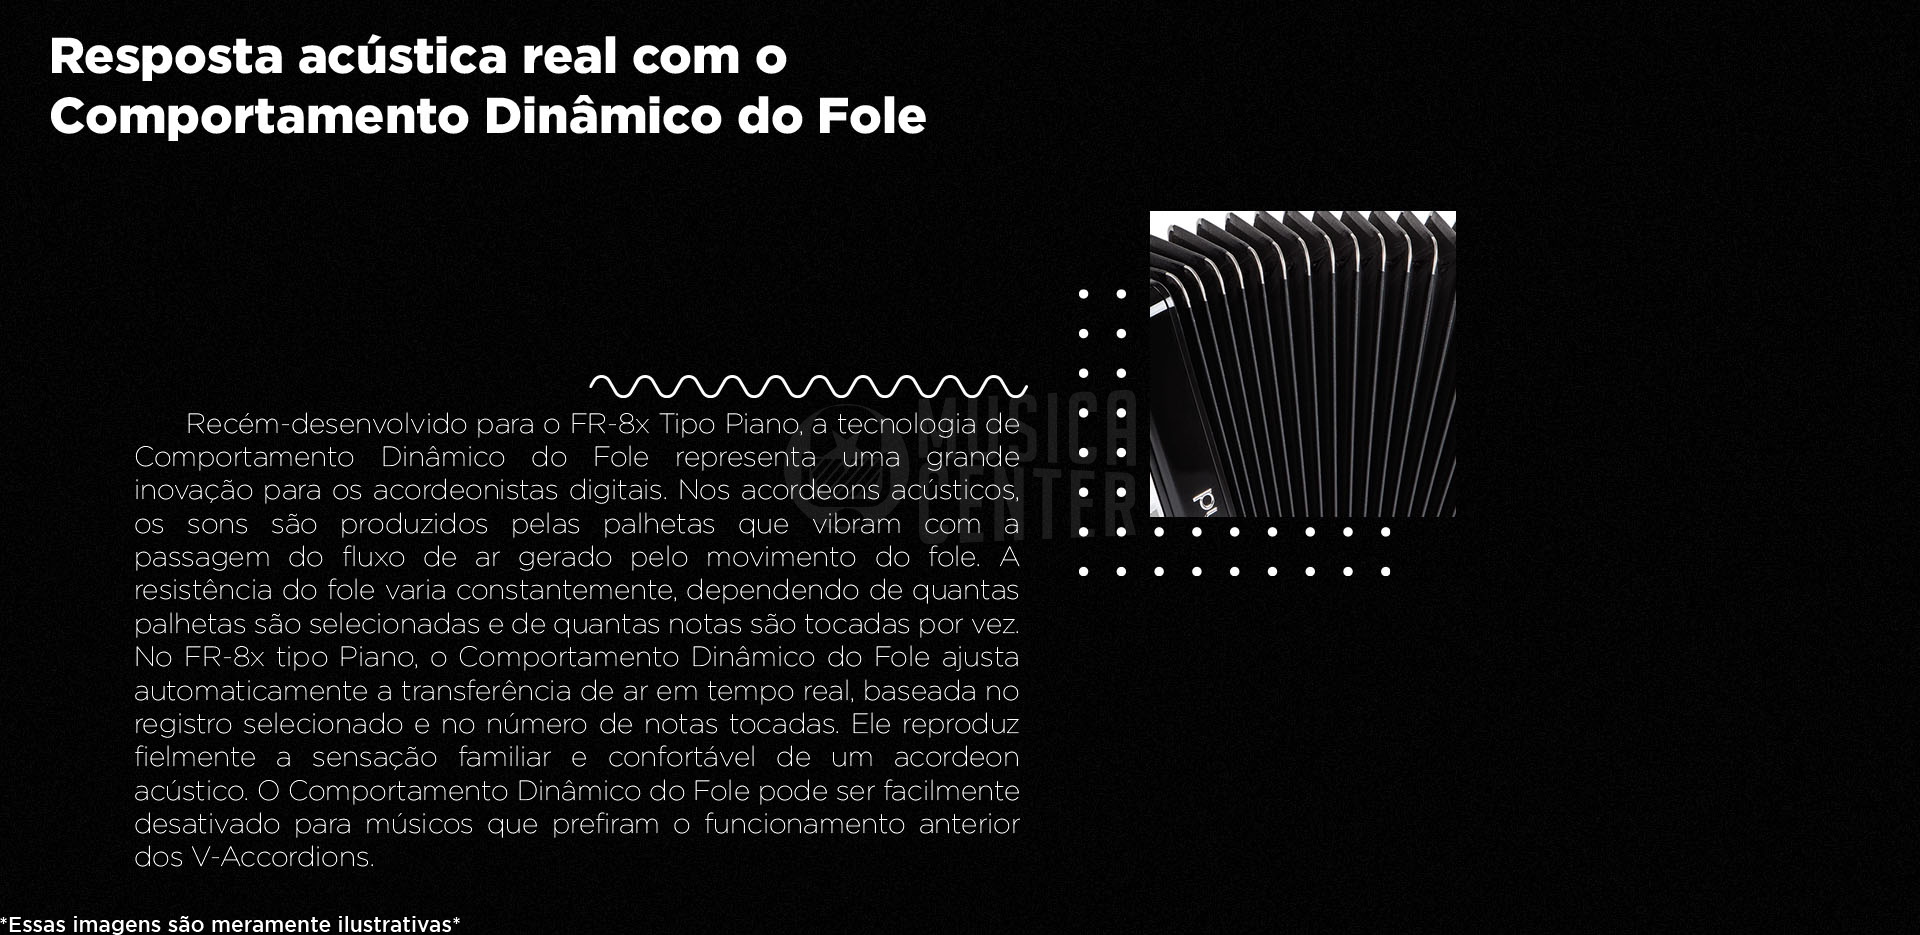 Resposta acústica real com o
Comportamento Dinâmico do Fole
Recém-desenvolvido para o FR-8x Tipo Piano, a tecnologia de
Comportamento Dinâmico do Fole representa uma grande
inovação para os acordeonistas digitais. Nos acordeons acústicos,
os sons são produzidos pelas palhetas que vibram com a
passagem do fluxo de ar gerado pelo movimento do fole. A
resistência do fole varia constantemente, dependendo de quantas
palhetas são selecionadas e de quantas notas são tocadas por vez.
No FR-8x tipo Piano, o Comportamento Dinâmico do Fole ajusta
automaticamente a transferência de ar em tempo real, baseada no
registro selecionado e no número de notas tocadas. Ele reproduz
fielmente a sensação familiar e confortável de um acordeon
acústico. O Comportamento Dinâmico do Fole pode ser facilmente
desativado para músicos que prefiram o funcionamento anterior
dos V-Accordions.
MUSICA
CENTER
*Essas imagens são meramente ilustrativas*